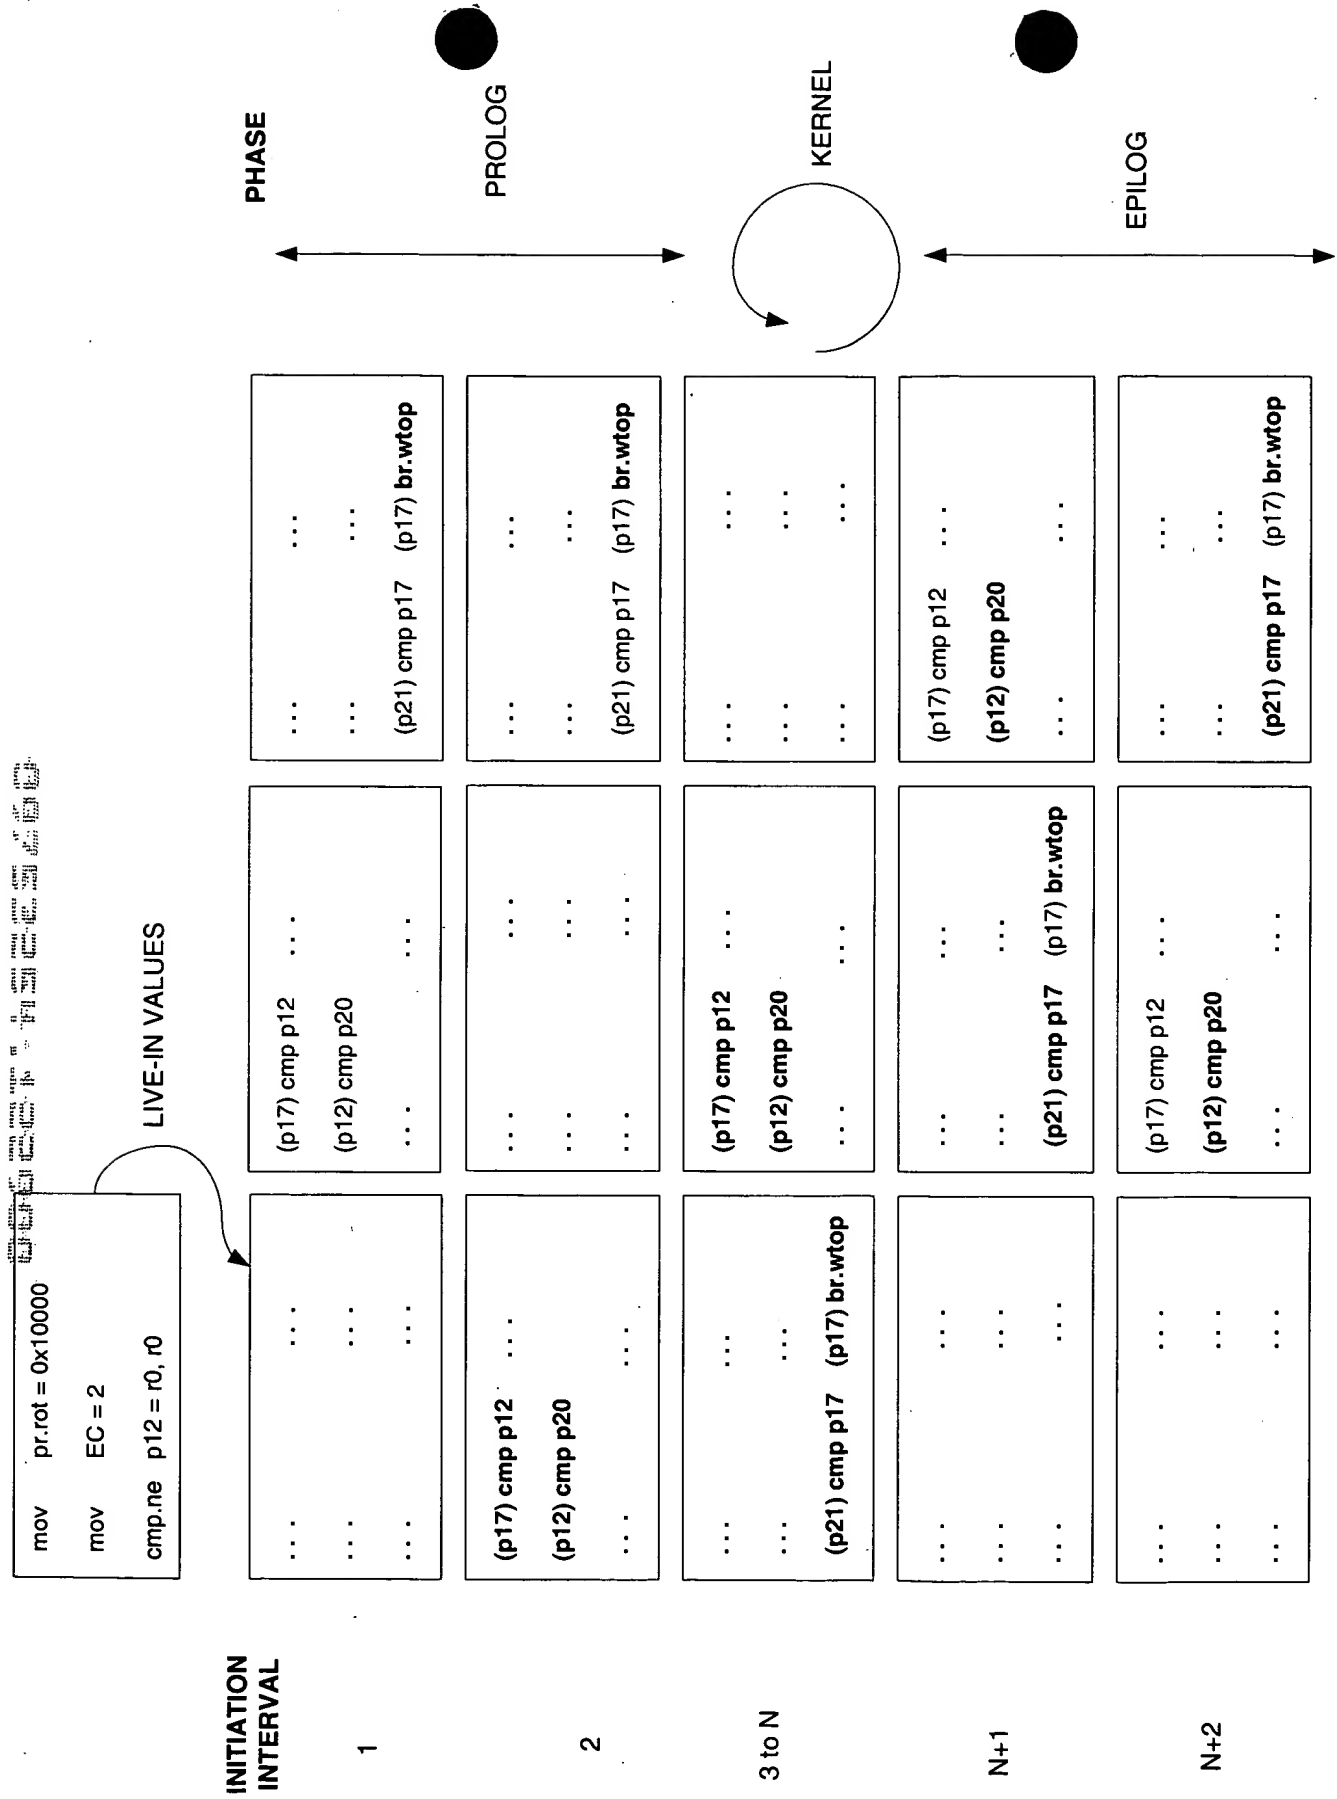 mov pr.rot = 0x10000
mov EC = 2
cmp.ne p12 = r0, r0
LIVE-IN VALUES
INITIATION
INTERVAL
PHASE
1
... ...
... ...
... ...
(p17) cmp p12 ...
(p12) cmp p20
... ...
... ...
... ...
(p21) cmp p17 (p17) br.wtop
PROLOG
2
(p17) cmp p12 ...
(p12) cmp p20
... ...
... ...
... ...
... ...
... ...
... ...
(p21) cmp p17 (p17) br.wtop
3 to N
... ...
... ...
(p21) cmp p17 (p17) br.wtop
(p17) cmp p12 ...
(p12) cmp p20
... ...
... ...
... ...
... ...
KERNEL
N+1
... ...
... ...
... ...
... ...
... ...
(p21) cmp p17 (p17) br.wtop
(p17) cmp p12 ...
(p12) cmp p20
... ...
EPILOG
N+2
... ...
... ...
... ...
(p17) cmp p12 ...
(p12) cmp p20
... ...
... ...
... ...
(p21) cmp p17 (p17) br.wtop